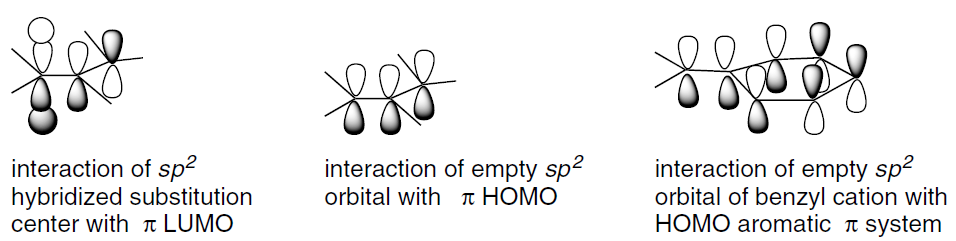 interaction of sp²
hybridized substitution
center with π LUMO
interaction of empty sp²
orbital with π HOMO
interaction of empty sp²
orbital of benzyl cation with
HOMO aromatic π system